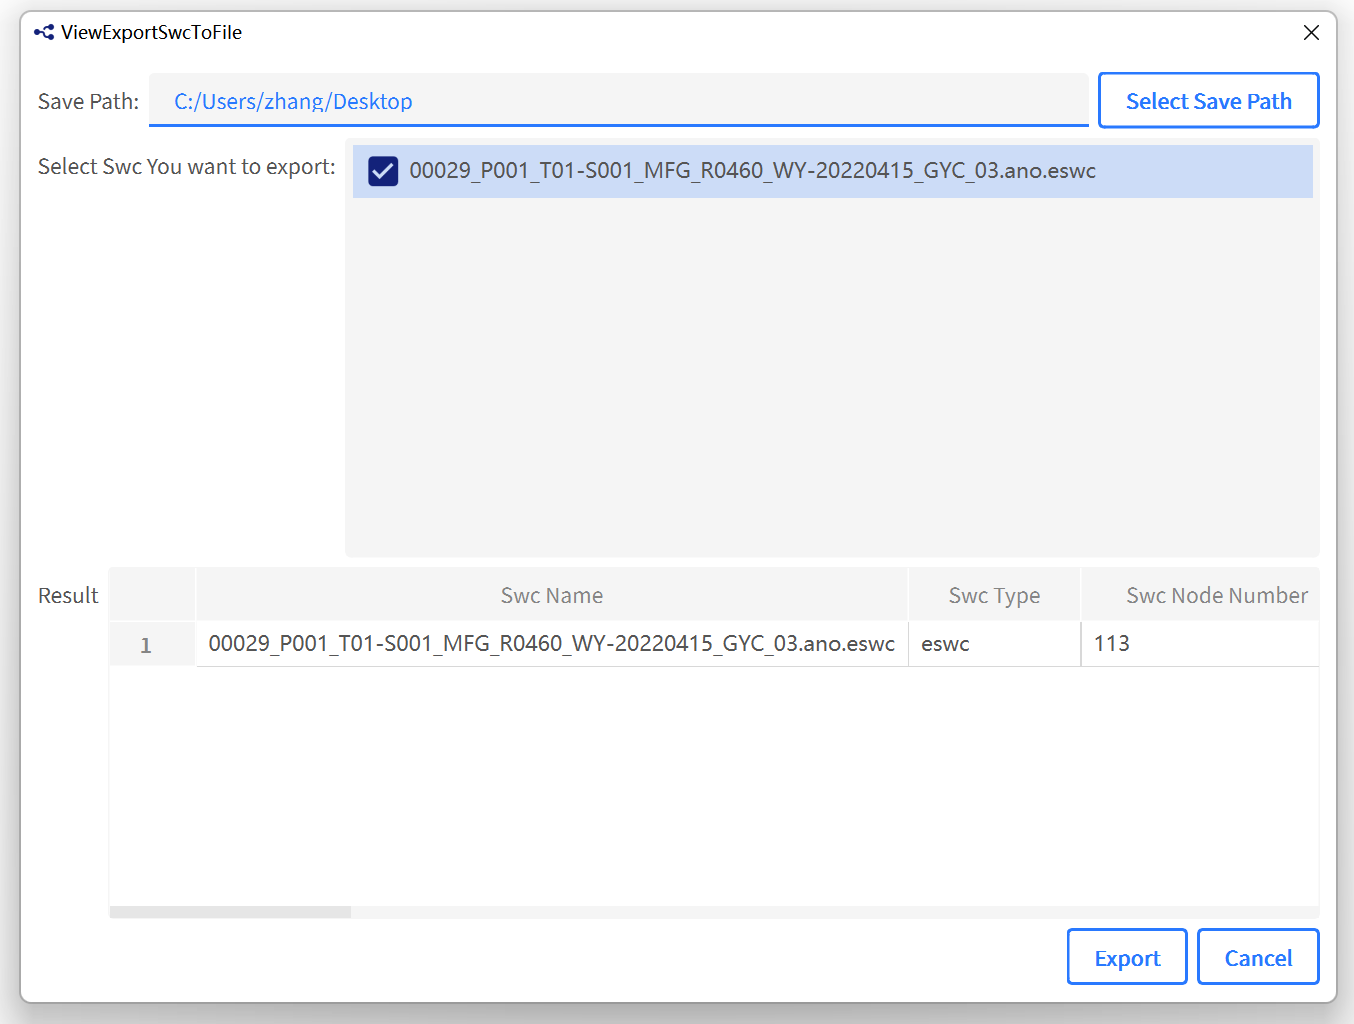 ViewExportSwcToFile
Save Path: C:/Users/zhang/Desktop Select Save Path
Select Swc You want to export: 00029_P001_T01-S001_MFG_R0460_WY-20220415_GYC_03.ano.eswc
Result Swc Name Swc Type Swc Node Number
1 00029_P001_T01-S001_MFG_R0460_WY-20220415_GYC_03.ano.eswc eswc 113
Export Cancel